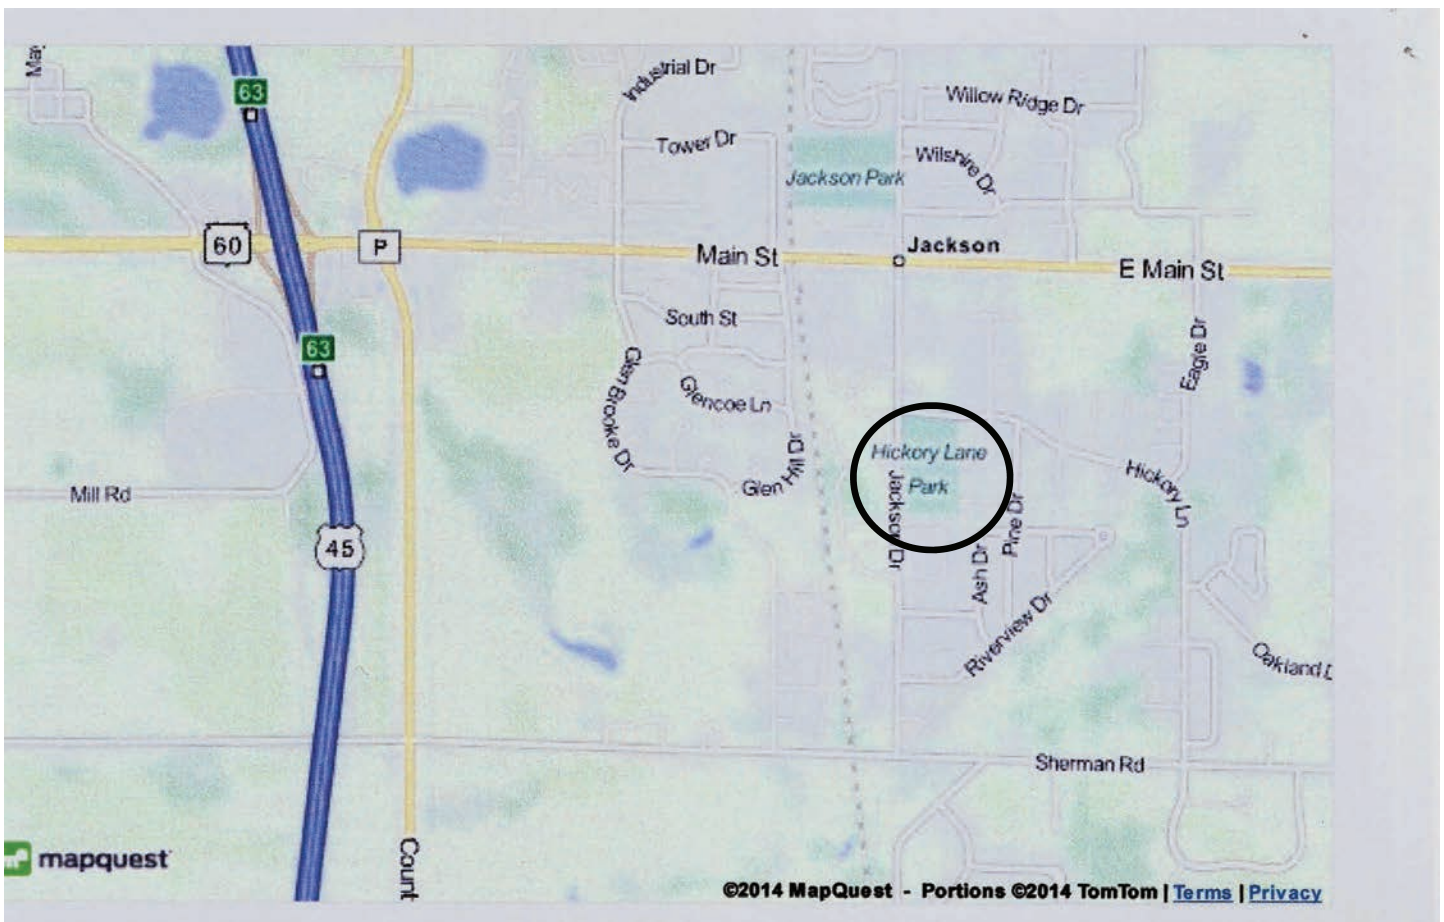 Industrial Dr
63
Willow Ridge Dr
Tower Dr
Wilshire Dr
Jackson Park
60
P
Main St
Jackson
E Main St
South St
63
Eagle Dr
Glen Brooke Dr
Glencoe Ln
Hickory Lane
Park
Glen Hill Dr
Mill Rd
Jackson Dr
Hickory Ln
Pine Dr
45
Ash Dr
Riverview Dr
Oakland D
Sherman Rd
Count
mapquest
©2014 MapQuest - Portions ©2014 TomTom | Terms | Privacy